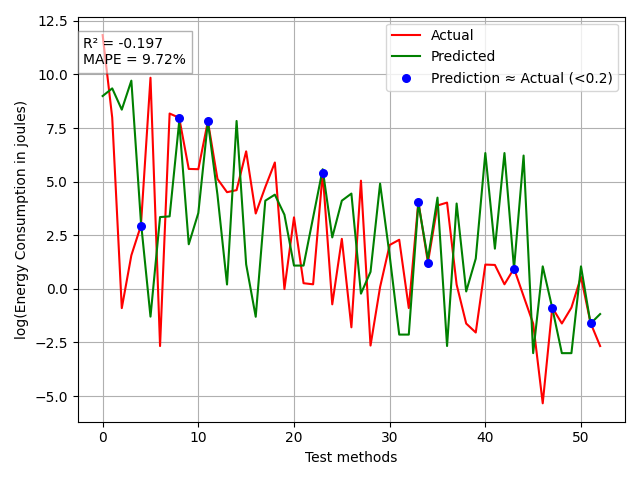 R² = -0.197
MAPE = 9.72%
Actual
Predicted
Prediction ≈ Actual (<0.2)
log(Energy Consumption in joules)
12.5
10.0
7.5
5.0
2.5
0.0
−2.5
−5.0
0 10 20 30 40 50
Test methods